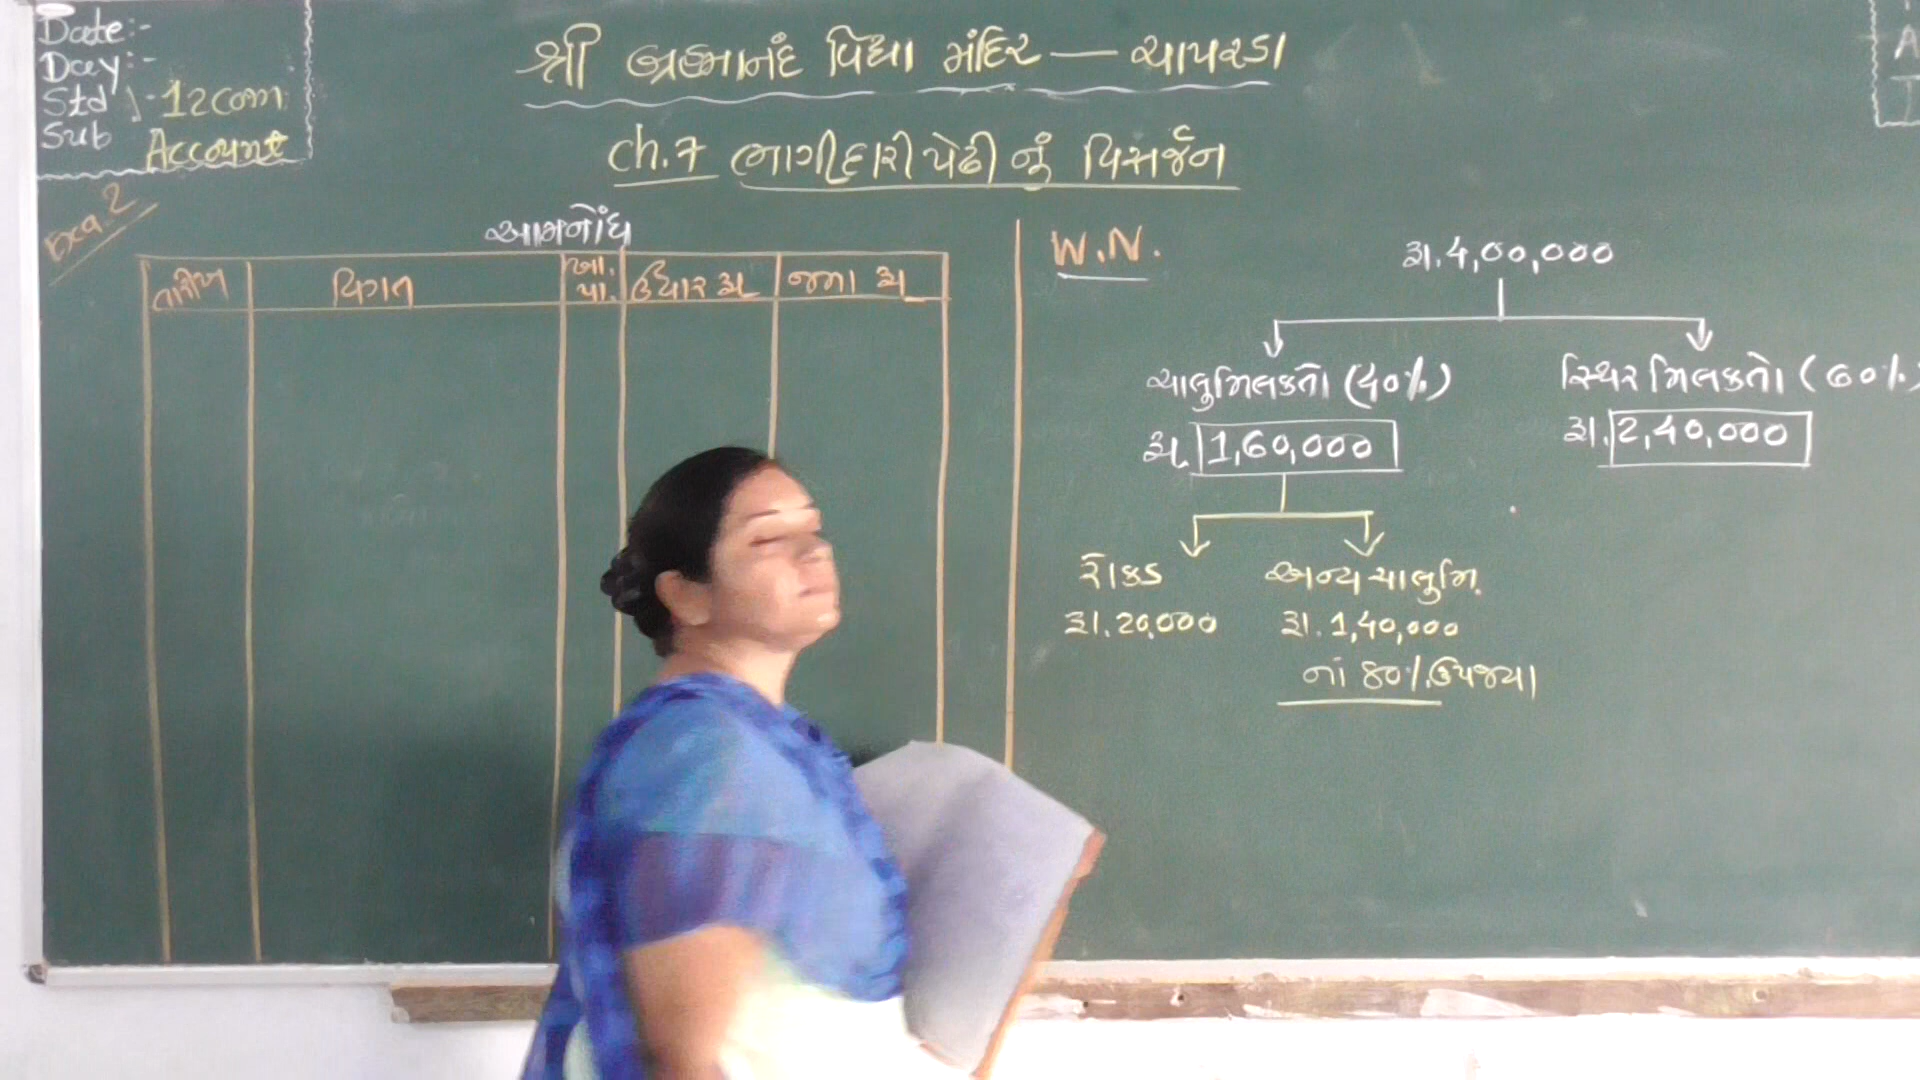 Date:-
Day:-
Std :- 12 com
Sub Account
શ્રી બ્રહ્માનંદ વિદ્યા મંદિર — ચાપરડા
ch.7 ભાગીદારી પેઢીનું વિસર્જન
Exa. 2
આમનોંધ
તારીખ વિગત ખા. પા. ઉધાર રૂ જમા રૂ
W.N.
રૂા. 4,00,000
ચાલુ મિલકતો (40%) સ્થિર મિલકતો (60%)
રૂા. 1,60,000 રૂા. 2,40,000
રોકડ અન્ય ચાલુ મિ.
રૂા. 20,000 રૂા. 1,40,000
નાં 80% ઉપજ્યા